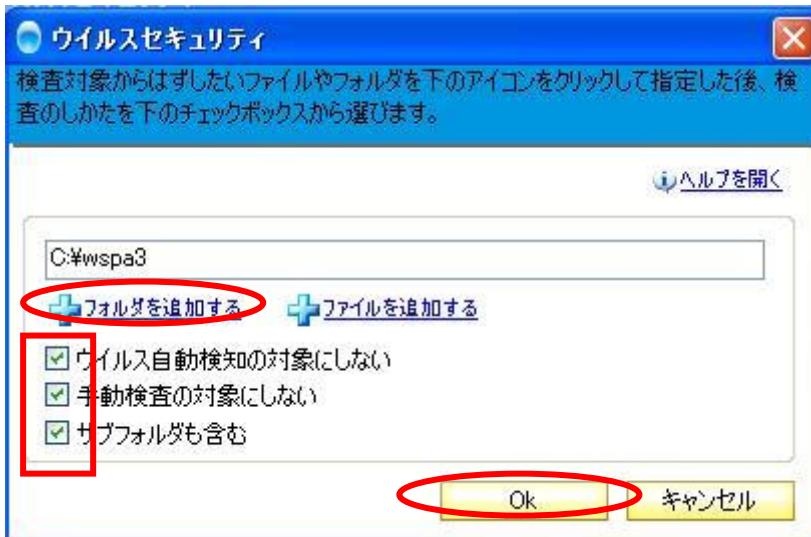 ウイルスセキュリティ
検査対象からはずしたいファイルやフォルダを下のアイコンをクリックして指定した後、検
査のしかたを下のチェックボックスから選びます。
ヘルプを開く
C:¥wspa3
フォルダを追加する ファイルを追加する
ウイルス自動検知の対象にしない
手動検査の対象にしない
サブフォルダも含む
Ok キャンセル